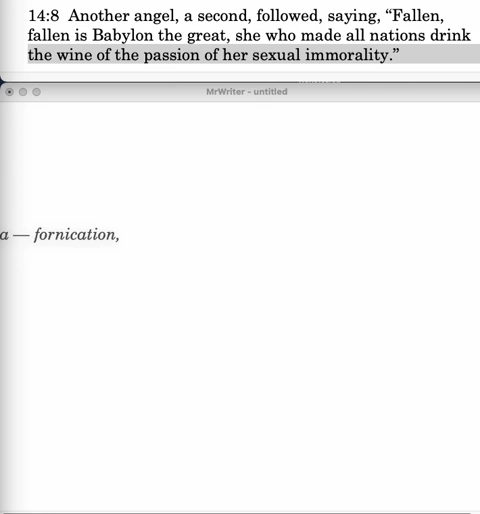 14:8 Another angel, a second, followed, saying, “Fallen,
fallen is Babylon the great, she who made all nations drink
the wine of the passion of her sexual immorality.”
MrWriter - untitled
a — fornication,